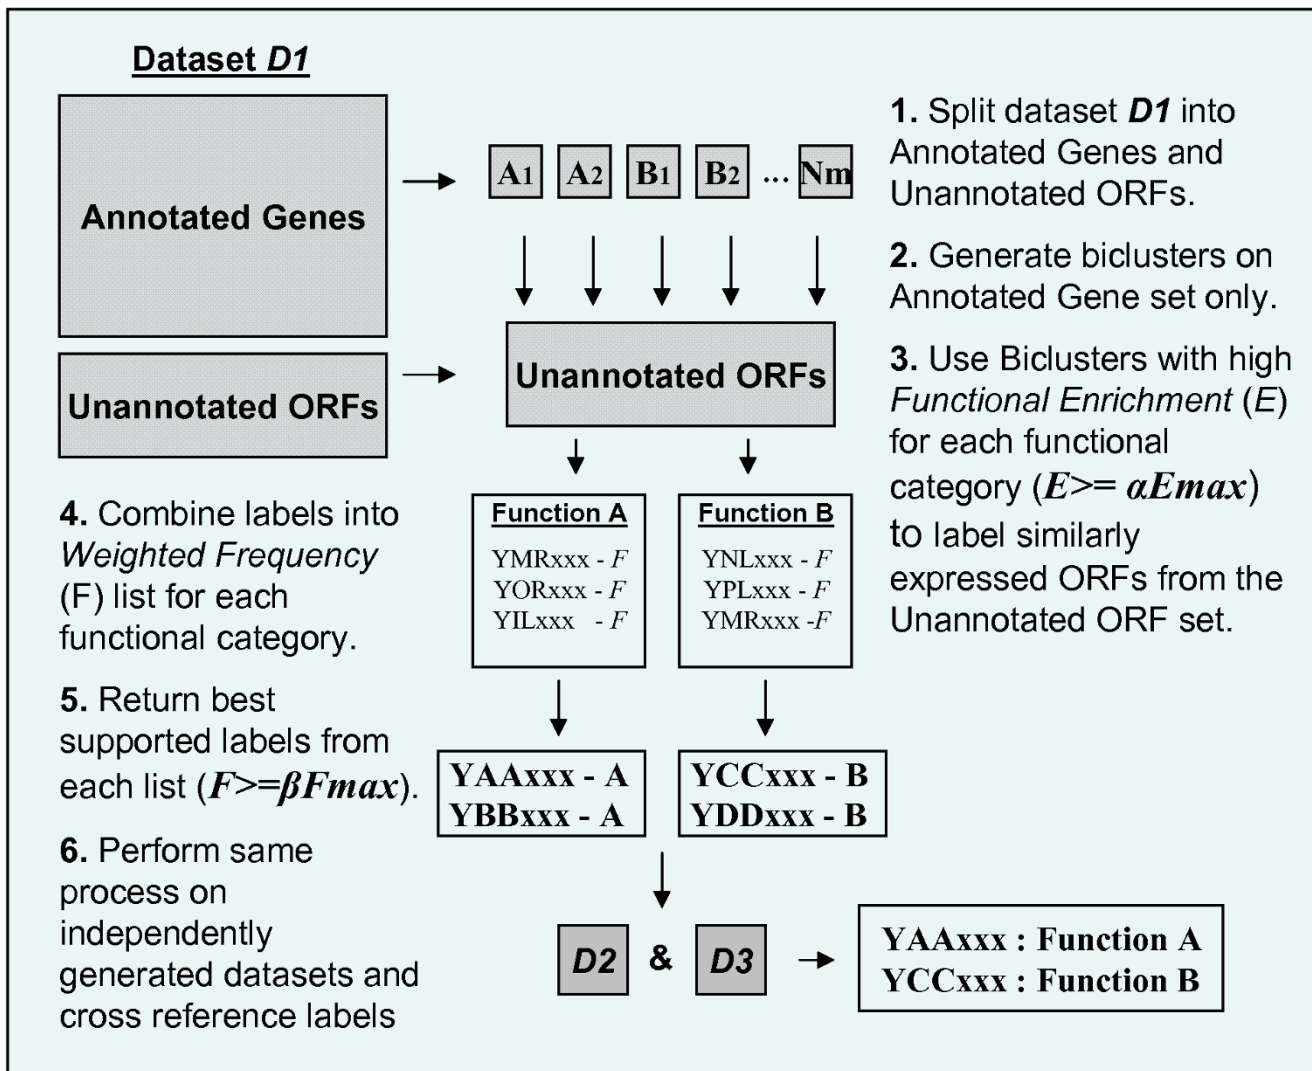 Dataset D1
Annotated Genes
Unannotated ORFs
A1 A2 B1 B2 ... Nm
Unannotated ORFs
1. Split dataset D1 into
Annotated Genes and
Unannotated ORFs.
2. Generate biclusters on
Annotated Gene set only.
3. Use Biclusters with high
Functional Enrichment (E)
for each functional
category (E>= αEmax)
to label similarly
expressed ORFs from the
Unannotated ORF set.
4. Combine labels into
Weighted Frequency
(F) list for each
functional category.
Function A
YMRxxx - F
YORxxx - F
YILxxx - F
Function B
YNLxxx - F
YPLxxx - F
YMRxxx -F
5. Return best
supported labels from
each list (F>=βFmax).
YAAxxx - A
YBBxxx - A
YCCxxx - B
YDDxxx - B
6. Perform same
process on
independently
generated datasets and
cross reference labels
D2 & D3
YAAxxx : Function A
YCCxxx : Function B